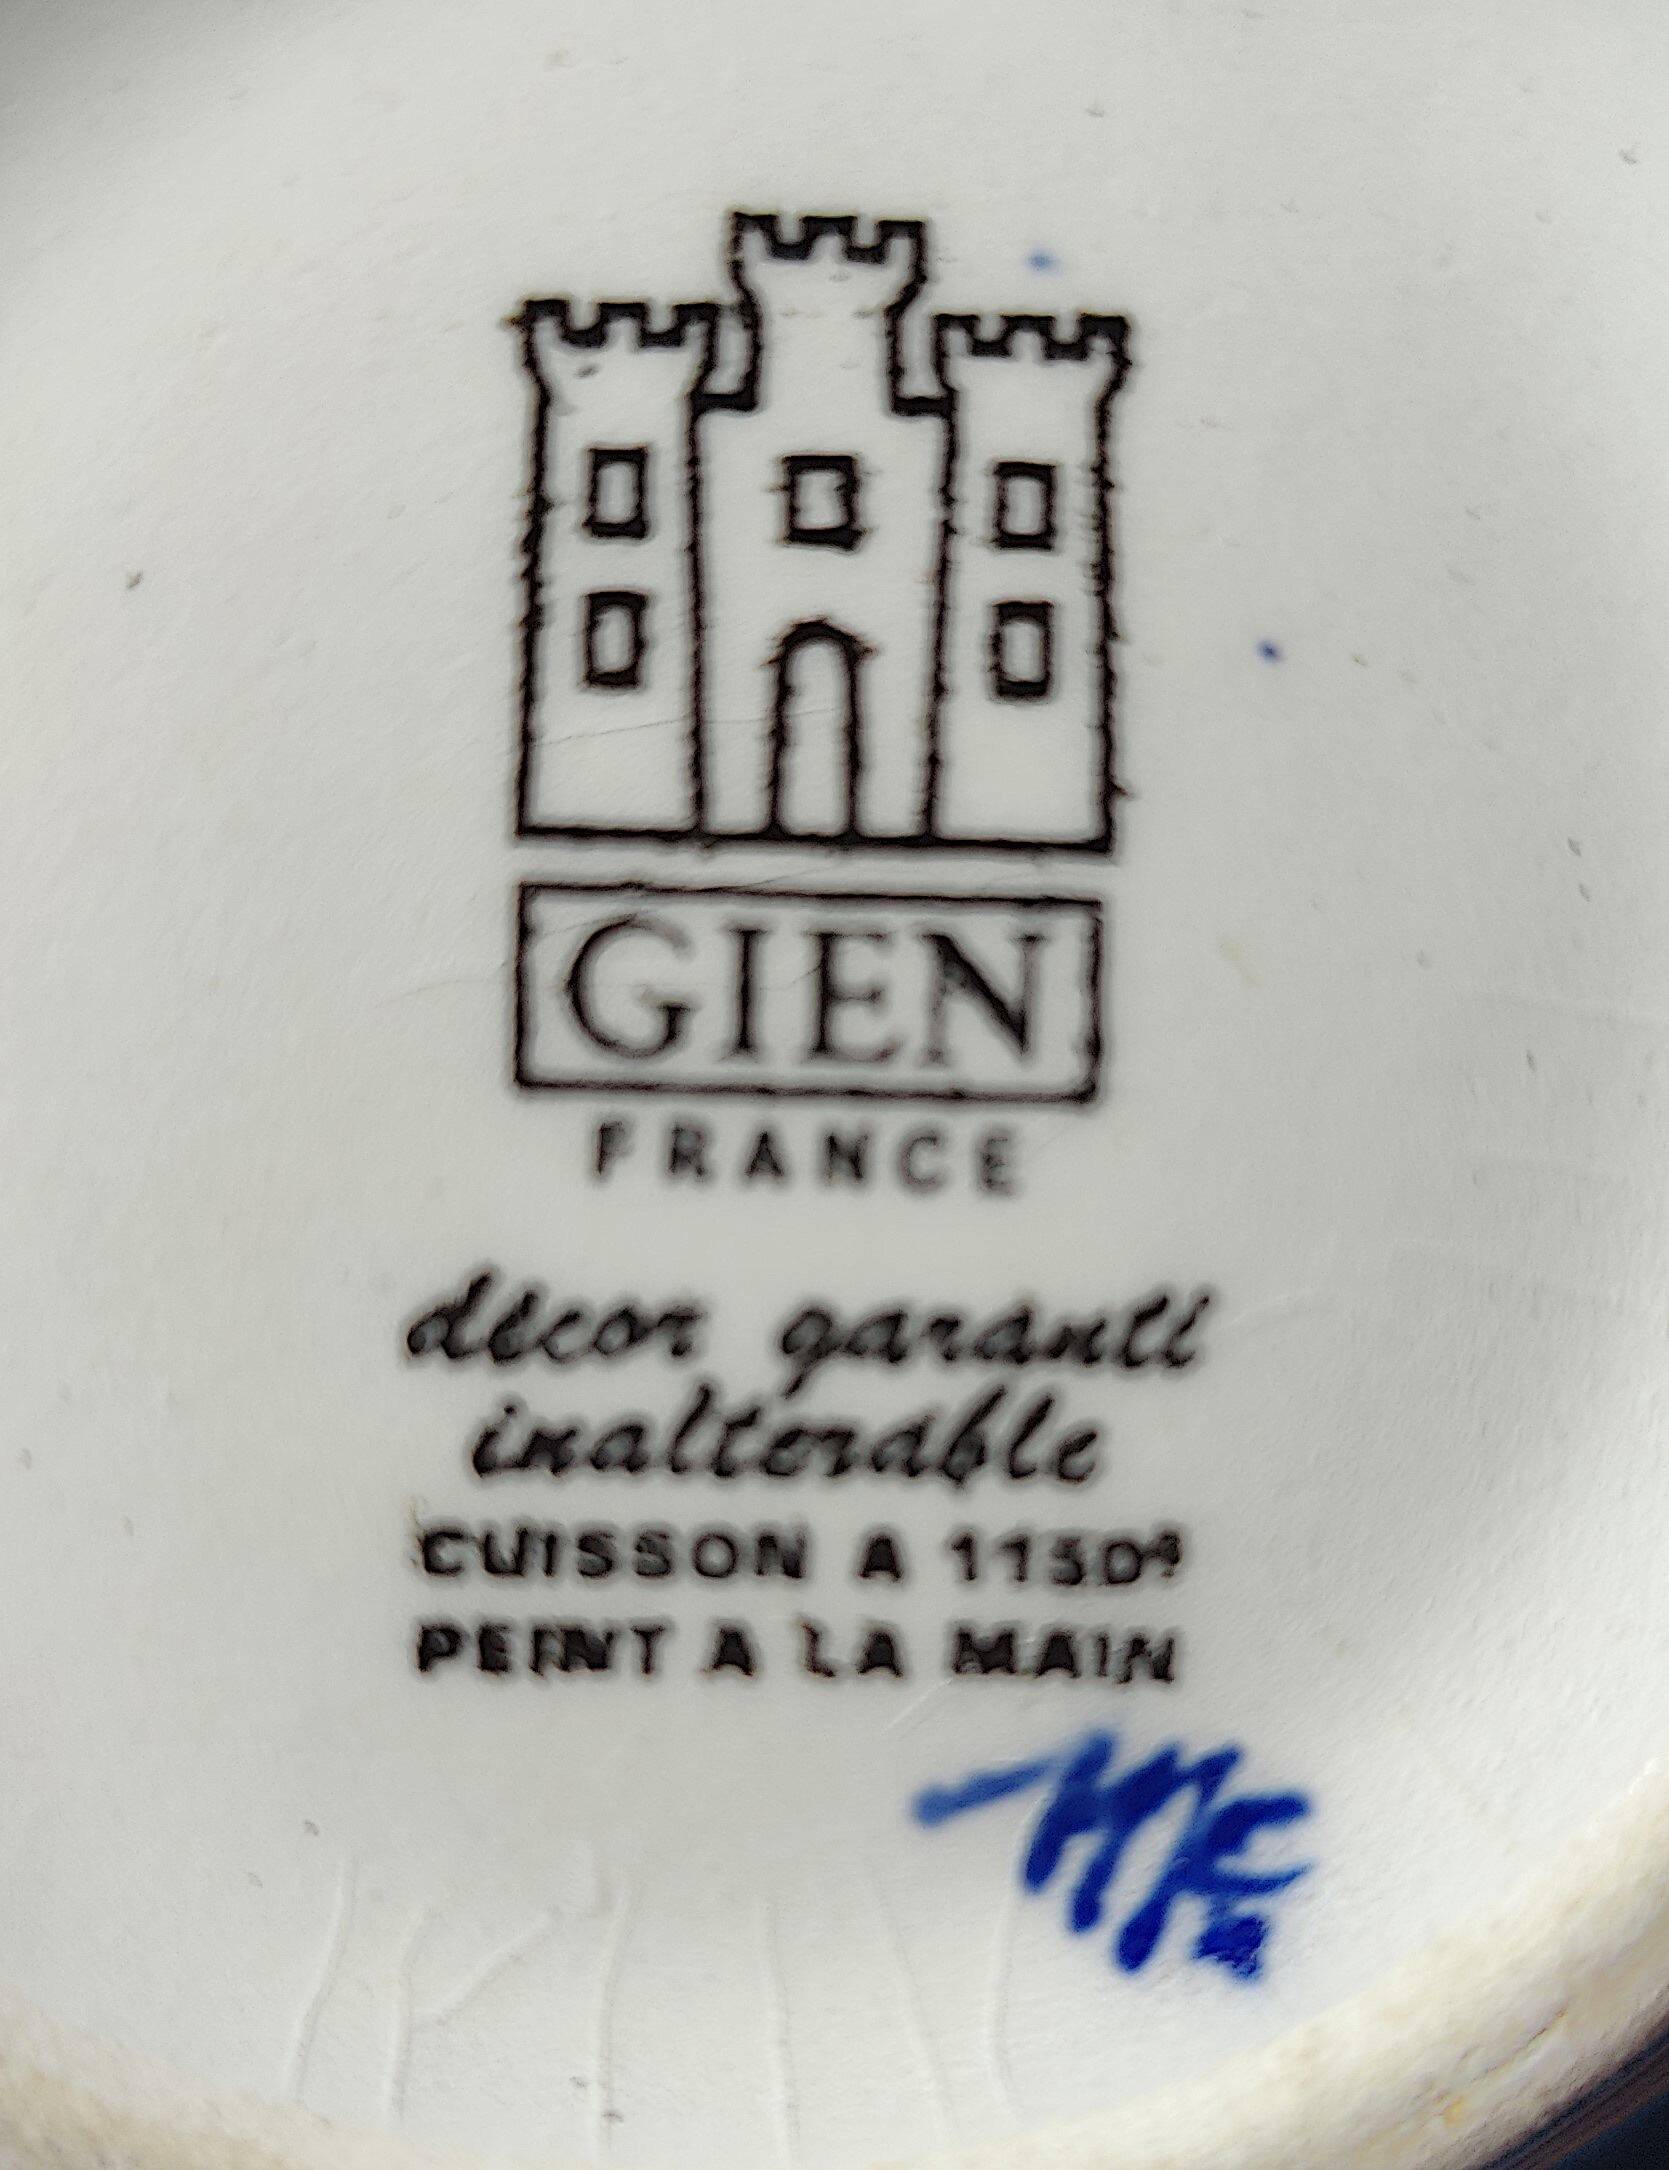 GIEN
FRANCE
décor garanti
inaltérable
CUISSON A 1150°
PEINT A LA MAIN